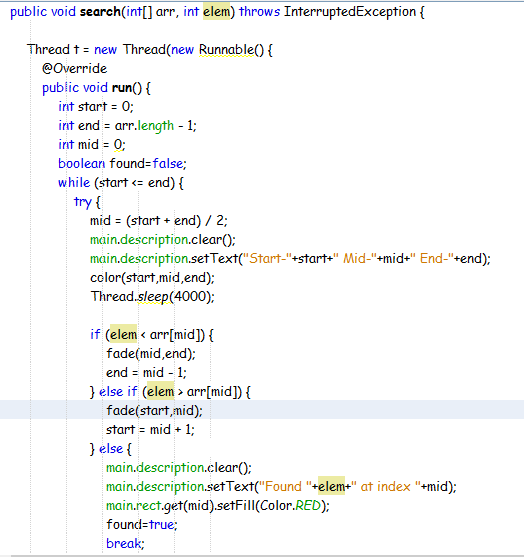 public void search(int[] arr, int elem) throws InterruptedException {
Thread t = new Thread(new Runnable() {
@Override
public void run() {
int start = 0;
int end = arr.length - 1;
int mid = 0;
boolean found=false;
while (start <= end) {
try {
mid = (start + end) / 2;
main.description.clear();
main.description.setText("Start-"+start+" Mid-"+mid+" End-"+end);
color(start,mid,end);
Thread.sleep(4000);
if (elem < arr[mid]) {
fade(mid,end);
end = mid - 1;
} else if (elem > arr[mid]) {
fade(start,mid);
start = mid + 1;
} else {
main.description.clear();
main.description.setText("Found "+elem+" at index "+mid);
main.rect.get(mid).setFill(Color.RED);
found=true;
break;